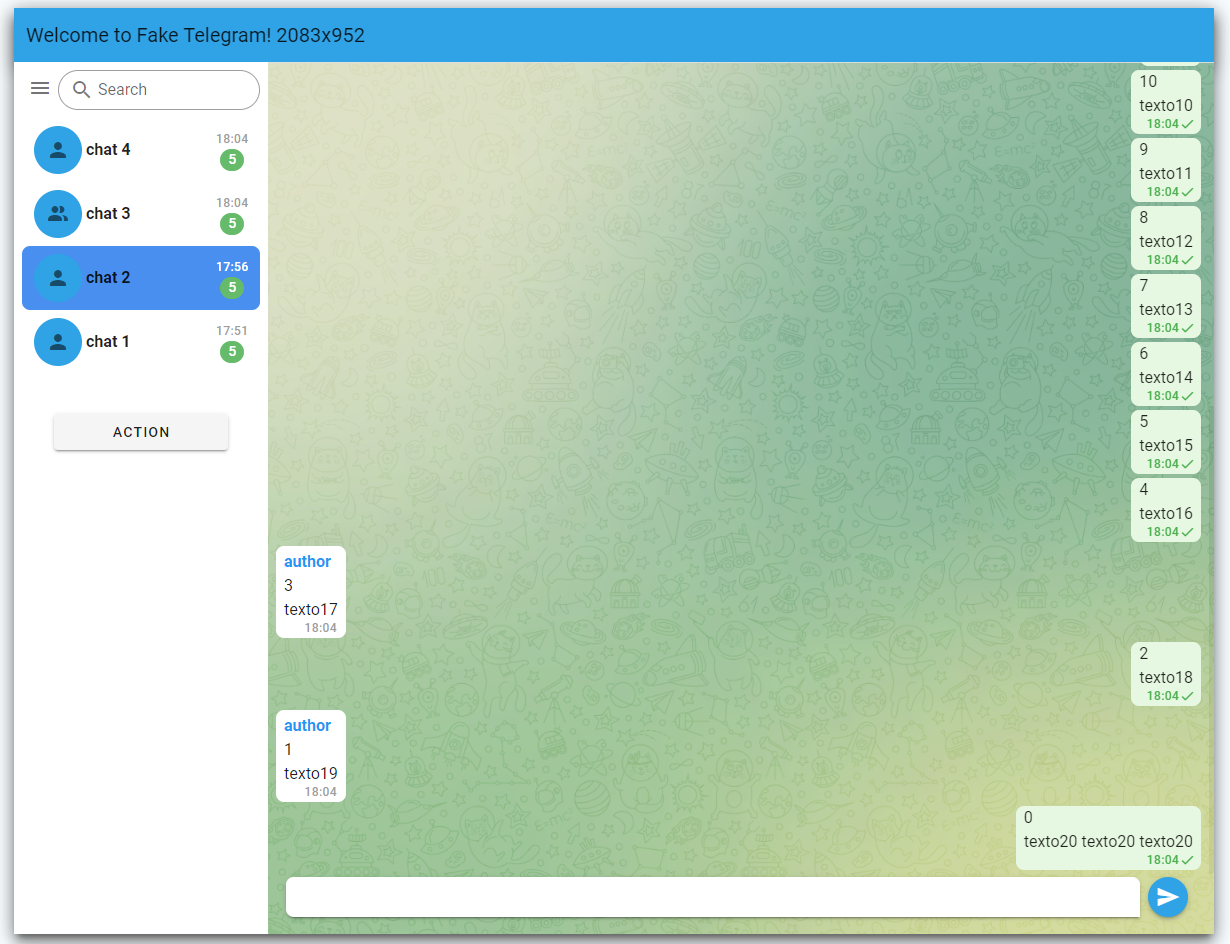 Welcome to Fake Telegram! 2083x952
Search
chat 4
18:04
5
chat 3
18:04
5
chat 2
17:56
5
chat 1
17:51
5
ACTION
10
texto10
18:04
9
texto11
18:04
8
texto12
18:04
7
texto13
18:04
6
texto14
18:04
5
texto15
18:04
4
texto16
18:04
author
3
texto17
18:04
2
texto18
18:04
author
1
texto19
18:04
0
texto20 texto20 texto20
18:04